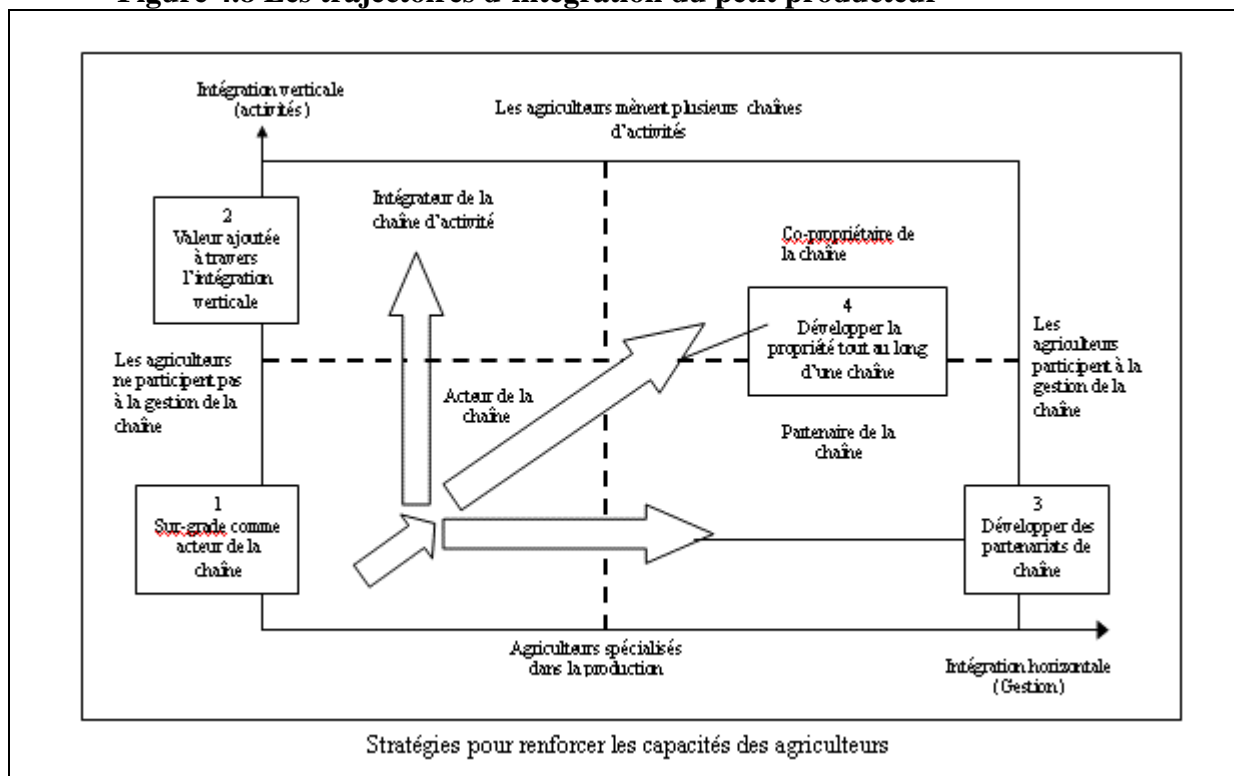 Figure 4.8 Les trajectoires d'intégration du petit producteur
Intégration verticale
(activités)
Les agriculteurs mènent plusieurs chaînes
d'activités
Intégrateur de la
chaîne d'activité
2
Valeur ajoutée
à travers
l'intégration
verticale
Co-propriétaire de
la chaîne
4
Développer la
propriété tout au long
d'une chaîne
Les
agriculteurs
participent à la
gestion de la
chaîne
Les agriculteurs
ne participent pas
à la gestion de la
chaîne
Acteur de la
chaîne
Partenaire de la
chaîne
1
Sur-grade comme
acteur de la
chaîne
3
Développer des
partenariats de
chaîne
Agriculteurs spécialisés
dans la production
Intégration horizontale
(Gestion)
Stratégies pour renforcer les capacités des agriculteurs